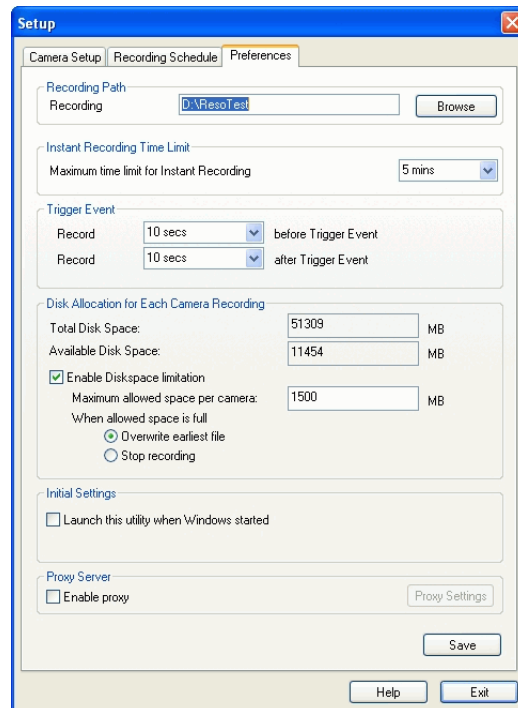 Setup
Camera Setup Recording Schedule Preferences
Recording Path
Recording D:\ResoTest Browse
Instant Recording Time Limit
Maximum time limit for Instant Recording 5 mins
Trigger Event
Record 10 secs before Trigger Event
Record 10 secs after Trigger Event
Disk Allocation for Each Camera Recording
Total Disk Space: 51309 MB
Available Disk Space: 11454 MB
Enable Diskspace limitation
Maximum allowed space per camera: 1500 MB
When allowed space is full
Overwrite earliest file
Stop recording
Initial Settings
Launch this utility when Windows started
Proxy Server
Enable proxy Proxy Settings
Save
Help Exit